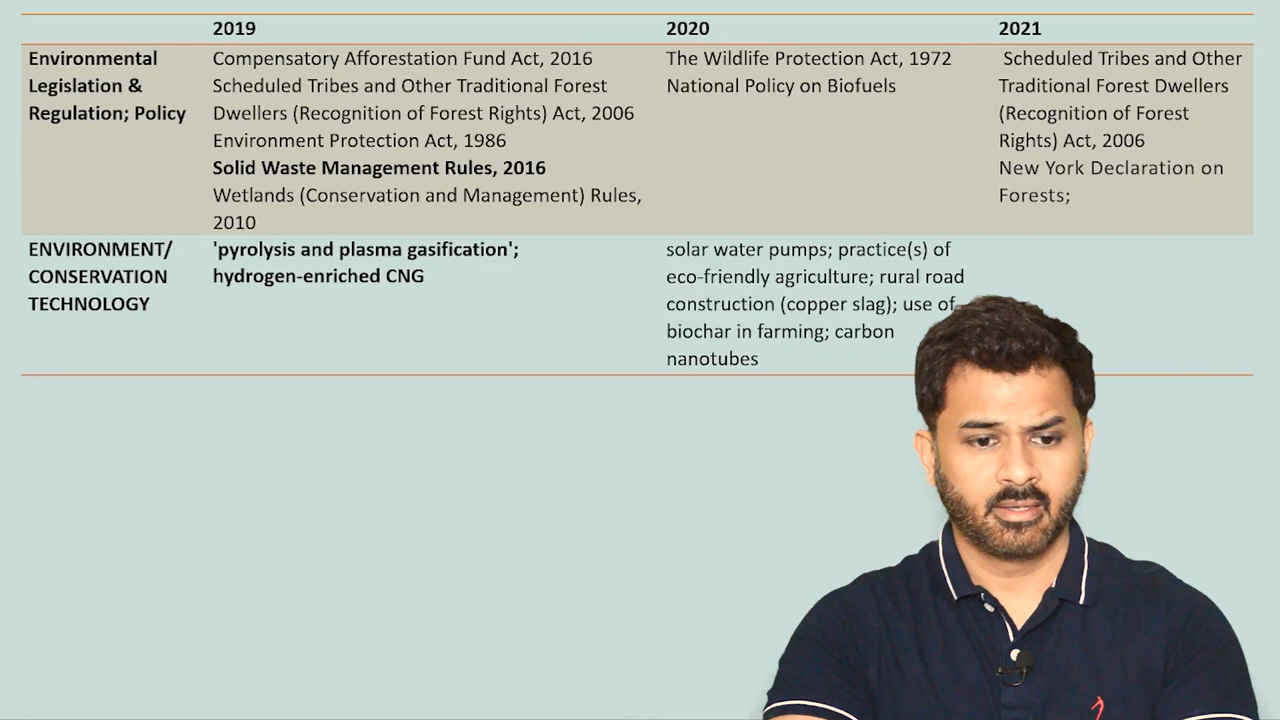 2019 2020 2021
Environmental
Legislation &
Regulation; Policy
Compensatory Afforestation Fund Act, 2016
Scheduled Tribes and Other Traditional Forest
Dwellers (Recognition of Forest Rights) Act, 2006
Environment Protection Act, 1986
Solid Waste Management Rules, 2016
Wetlands (Conservation and Management) Rules,
2010
The Wildlife Protection Act, 1972
National Policy on Biofuels
Scheduled Tribes and Other
Traditional Forest Dwellers
(Recognition of Forest
Rights) Act, 2006
New York Declaration on
Forests;
ENVIRONMENT/
CONSERVATION
TECHNOLOGY
'pyrolysis and plasma gasification';
hydrogen-enriched CNG
solar water pumps; practice(s) of
eco-friendly agriculture; rural road
construction (copper slag); use of
biochar in farming; carbon
nanotubes